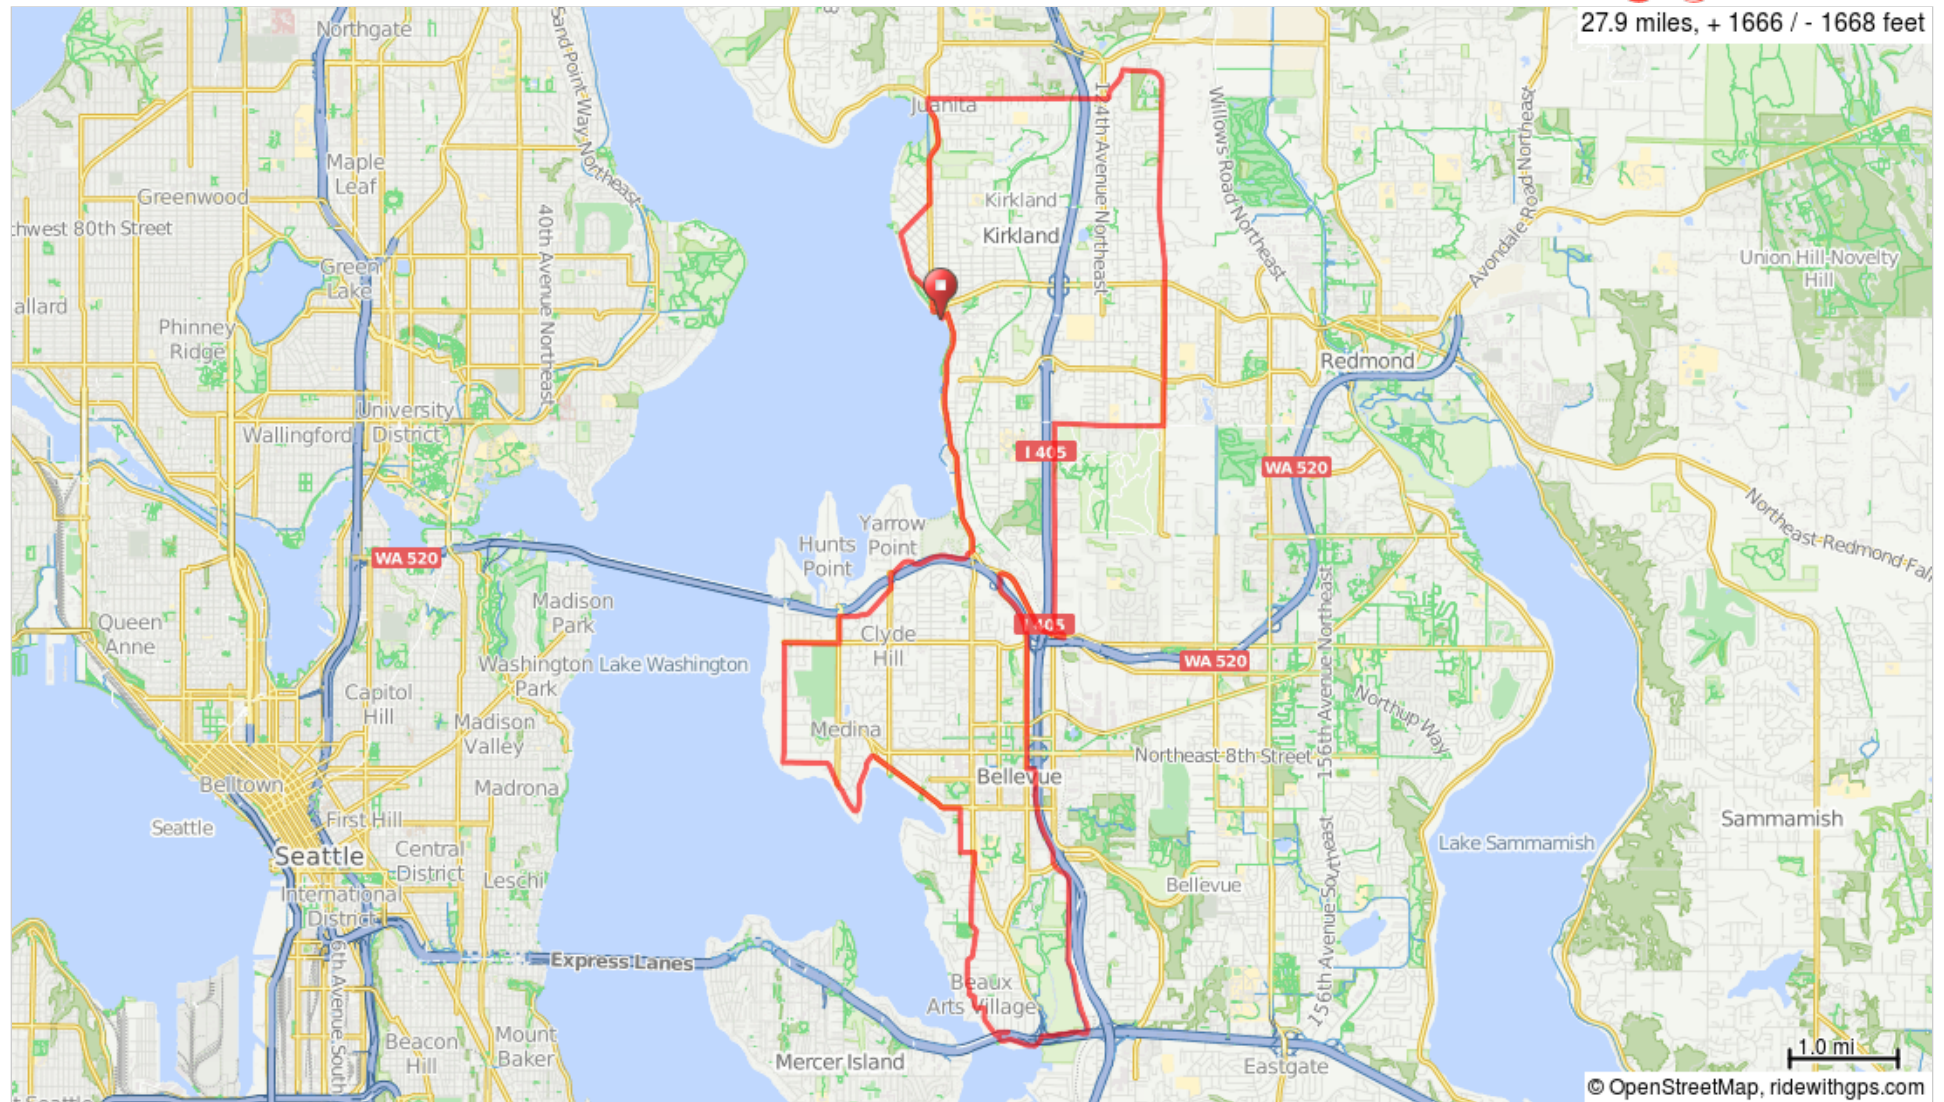 27.9 miles, + 1666 / - 1668 feet
Northgate
Sand Point Way Northeast
Juanita
124th Avenue Northeast
Willows Road Northeast
Avondale Road Northeast
Maple
Leaf
Greenwood
Kirkland
Kirkland
40th Avenue Northeast
hwest 80th Street
Green
Lake
Union Hill-Novelty
Hill
allard
Phinney
Ridge
Redmond
University
District
Wallingford
I 405
WA 520
Northeast Redmond Fal
Yarrow
Point
Hunts
Point
WA 520
Queen
Anne
Madison
Park
Clyde
Hill
405
156th Avenue Northeast
Washington
Park
Lake Washington
WA 520
Capitol
Hill
Madison
Valley
Medina
Northup Way
Northeast 8th Street
Belltown
Madrona
Bellevue
Seattle
First Hill
Sammamish
Seattle
Central
District
Lake Sammamish
Leschi
Bellevue
International
District
156th Avenue Southeast
6th Avenue South
Express Lanes
Beaux
Arts Village
Beacon
Hill
Mount
Baker
Mercer Island
Eastgate
1.0 mi
© OpenStreetMap, ridewithgps.com